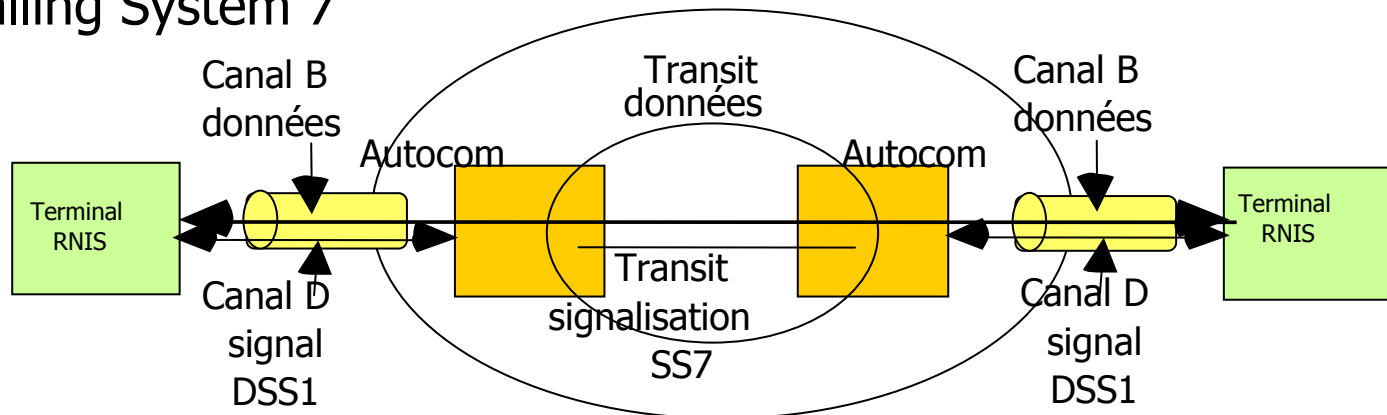 System 7
Canal B
données
Transit
données
Canal B
données
Autocom
Autocom
Terminal
RNIS
Terminal
RNIS
Canal D
signal
DSS1
Transit
signalisation
SS7
Canal D
signal
DSS1